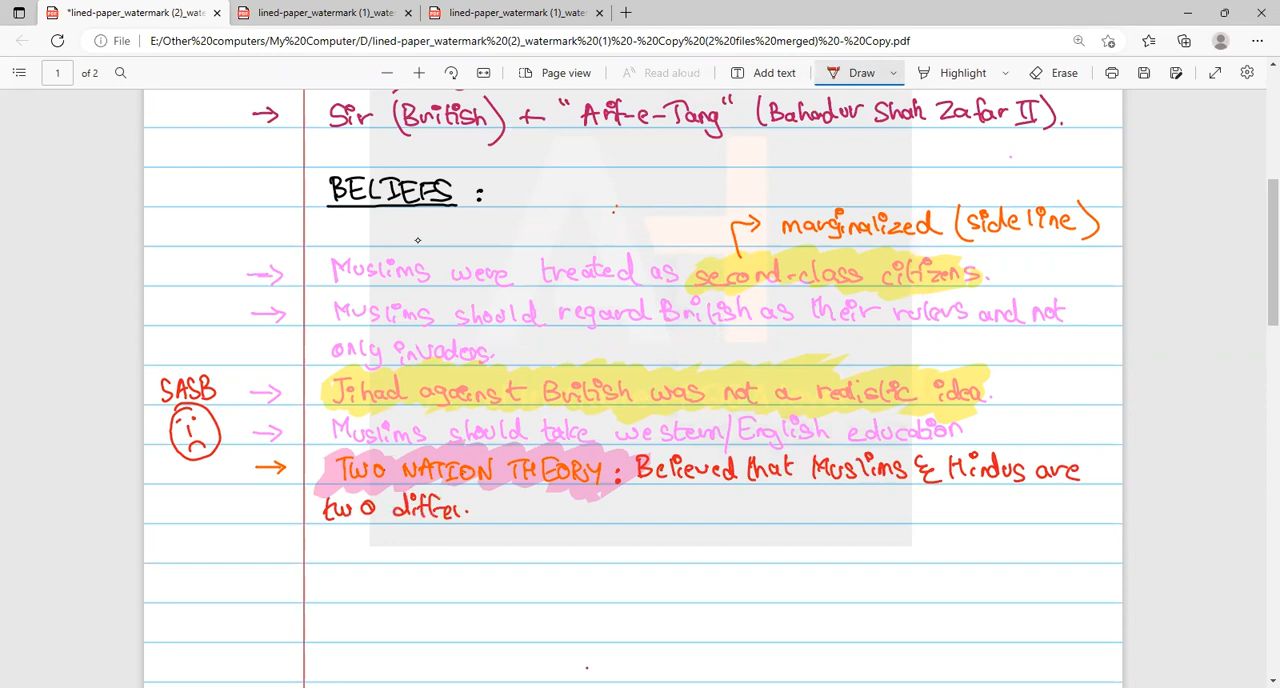 *lined-paper_watermark (2)_wate
lined-paper_watermark (1)_wate
lined-paper_watermark (1)_wate
File
E:/Other%20computers/My%20Computer/D/lined-paper_watermark%20(2)_watermark%20(1)%20-%20Copy%20(2%20files%20merged)%20-%20Copy.pdf
1 of 2
Page view
Read aloud
Add text
Draw
Highlight
Erase
→ Sir (British) + "Arif-e-Jang" (Bahadur Shah Zafar II).
BELIEFS :
→ marginalized (sideline)
→ Muslims were treated as second-class citizens.
→ Muslims should regard British as their rulers and not
only invaders.
SASB
→ Jihad against British was not a realistic idea.
→ Muslims should take western/English education
→ TWO NATION THEORY : Believed that Muslims & Hindus are
two differ.